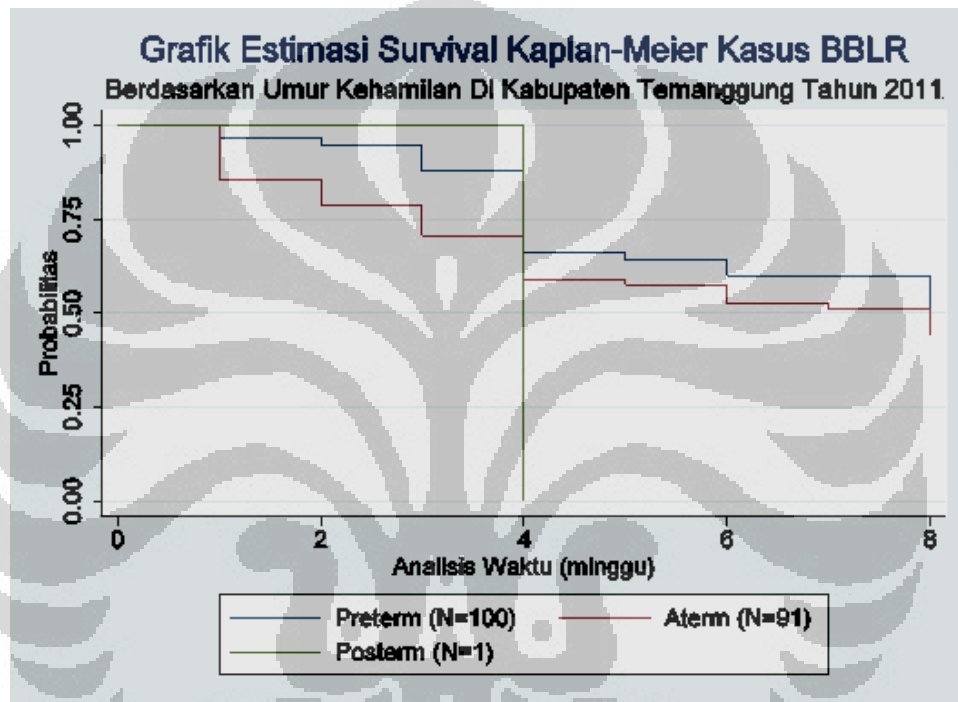 Grafik Estimasi Survival Kaplan-Meier Kasus BBLR
Berdasarkan Umur Kehamilan Di Kabupaten Temanggung Tahun 2011
Probabilitas
1.00
0.75
0.50
0.25
0.00
0 2 4 6 8
Analisis Waktu (minggu)
Preterm (N=100) Aterm (N=91)
Posterm (N=1)